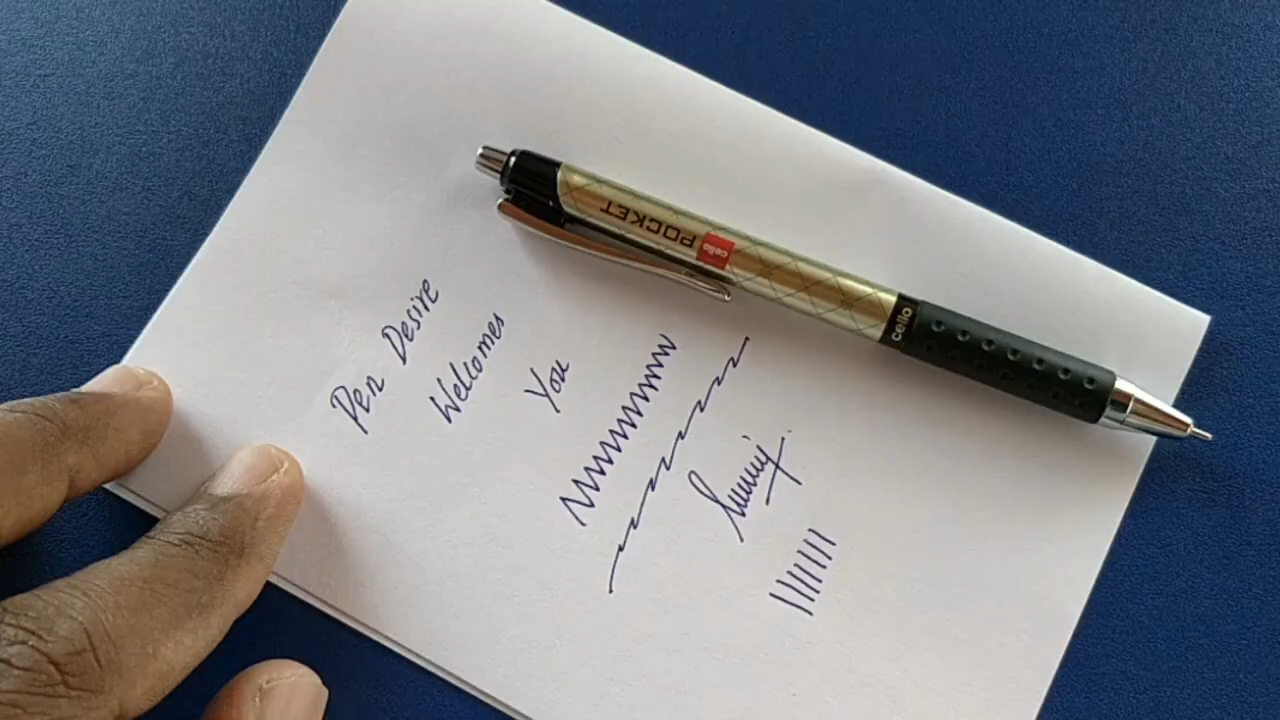 Pen Desire
Welcomes
You
POCKET
cello
cello